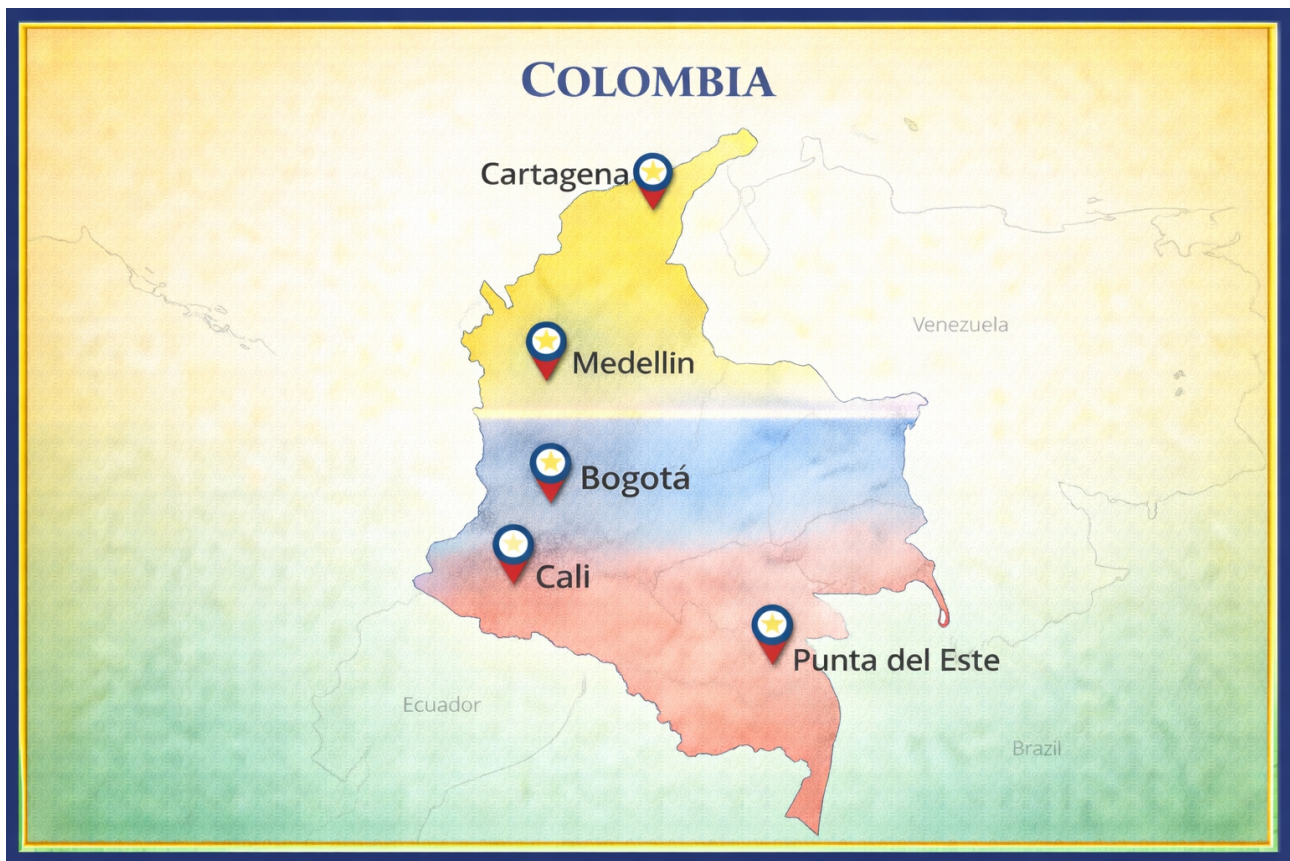 COLOMBIA
Cartagena
Venezuela
Medellin
Bogotá
Cali
Punta del Este
Ecuador
Brazil